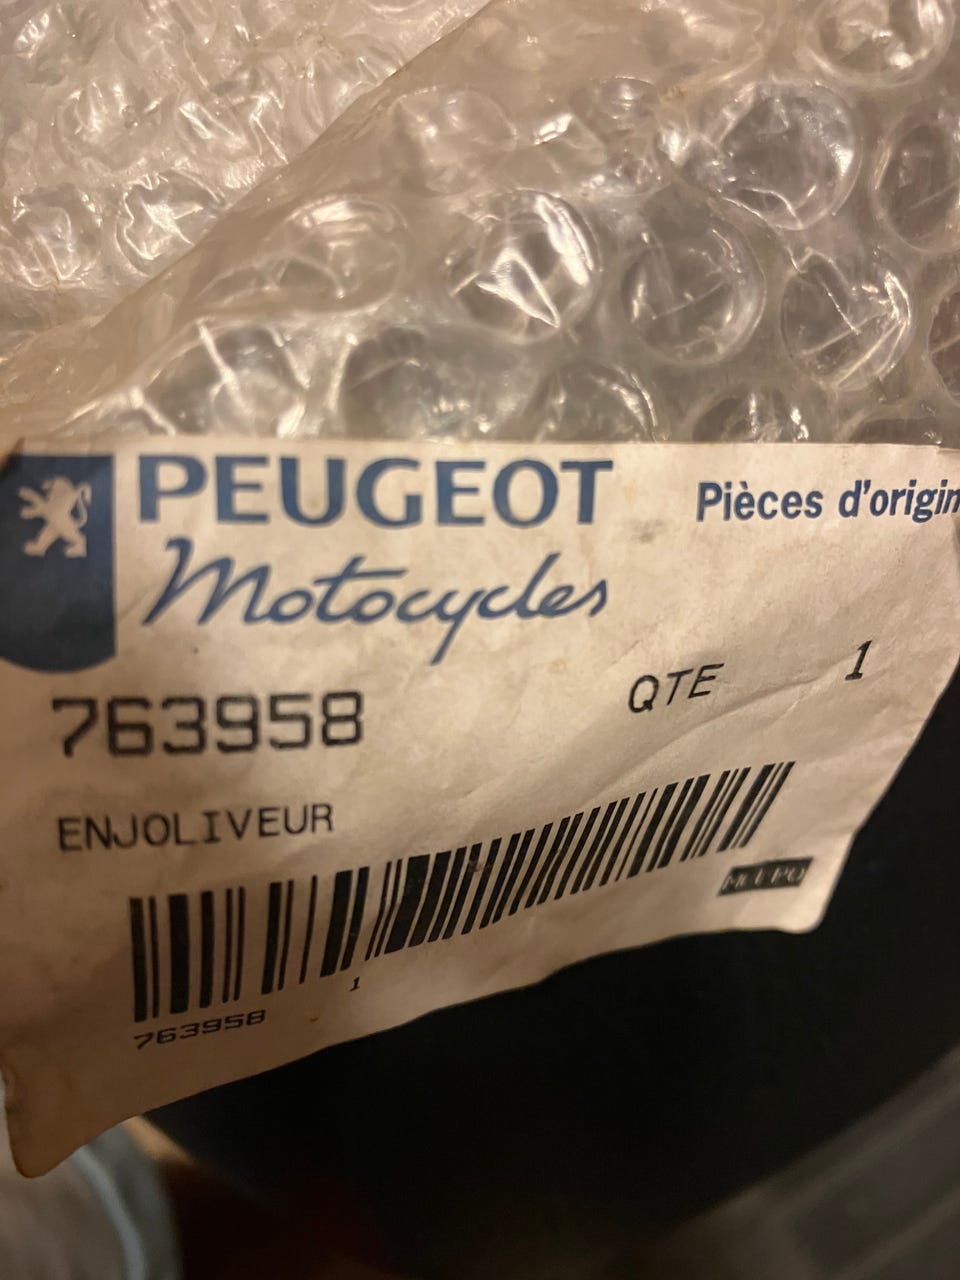 PEUGEOT Pièces d'origin
Motocycles
763958 QTE 1
ENJOLIVEUR
1
763958